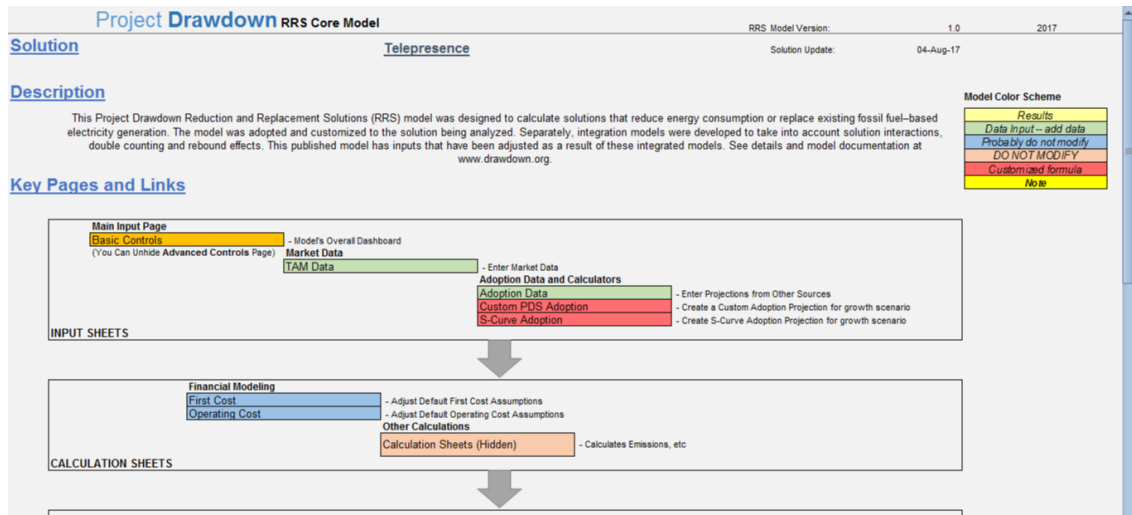 Project Drawdown RRS Core Model
RRS Model Version: 1.0 2017
Solution Telepresence Solution Update: 04-Aug-17
Description
This Project Drawdown Reduction and Replacement Solutions (RRS) model was designed to calculate solutions that reduce energy consumption or replace existing fossil fuel–based
electricity generation. The model was adopted and customized to the solution being analyzed. Separately, integration models were developed to take into account solution interactions,
double counting and rebound effects. This published model has inputs that have been adjusted as a result of these integrated models. See details and model documentation at
www.drawdown.org.
Model Color Scheme
Results
Data Input -- add data
Probably do not modify
DO NOT MODIFY
Customized formula
Note
Key Pages and Links
Main Input Page
Basic Controls - Model's Overall Dashboard
(You Can Unhide Advanced Controls Page) Market Data
TAM Data - Enter Market Data
Adoption Data and Calculators
Adoption Data - Enter Projections from Other Sources
Custom PDS Adoption - Create a Custom Adoption Projection for growth scenario
S-Curve Adoption - Create S-Curve Adoption Projection for growth scenario
INPUT SHEETS
Financial Modeling
First Cost - Adjust Default First Cost Assumptions
Operating Cost - Adjust Default Operating Cost Assumptions
Other Calculations
Calculation Sheets (Hidden) - Calculates Emissions, etc
CALCULATION SHEETS